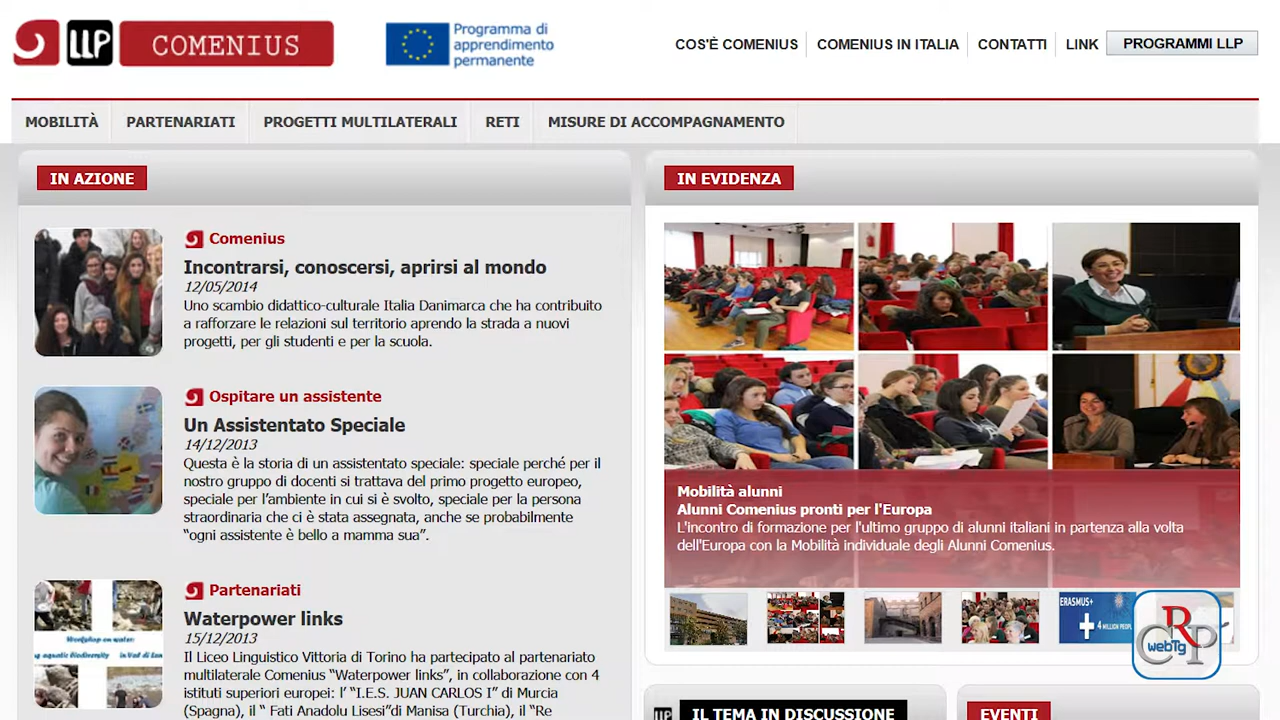 LLP COMENIUS
Programma di
apprendimento
permanente
COS'È COMENIUS COMENIUS IN ITALIA CONTATTI LINK PROGRAMMI LLP
MOBILITÀ PARTENARIATI PROGETTI MULTILATERALI RETI MISURE DI ACCOMPAGNAMENTO
IN AZIONE
Comenius
Incontrarsi, conoscersi, aprirsi al mondo
12/05/2014
Uno scambio didattico-culturale Italia Danimarca che ha contribuito
a rafforzare le relazioni sul territorio aprendo la strada a nuovi
progetti, per gli studenti e per la scuola.
Ospitare un assistente
Un Assistentato Speciale
14/12/2013
Questa è la storia di un assistentato speciale: speciale perché per il
nostro gruppo di docenti si trattava del primo progetto europeo,
speciale per l'ambiente in cui si è svolto, speciale per la persona
straordinaria che ci è stata assegnata, anche se probabilmente
“ogni assistente è bello a mamma sua”.
Partenariati
Waterpower links
15/12/2013
Il Liceo Linguistico Vittoria di Torino ha partecipato al partenariato
multilaterale Comenius “Waterpower links”, in collaborazione con 4
istituti superiori europei: l’ “I.E.S. JUAN CARLOS I” di Murcia
(Spagna), il “ Fati Anadolu Lisesi”di Manisa (Turchia), il “Re
IN EVIDENZA
Mobilità alunni
Alunni Comenius pronti per l'Europa
L'incontro di formazione per l'ultimo gruppo di alunni italiani in partenza alla volta
dell'Europa con la Mobilità individuale degli Alunni Comenius.
ERASMUS+
4 MILLION
CRP
webTg
LLP IL TEMA IN DISCUSSIONE
EVENTI